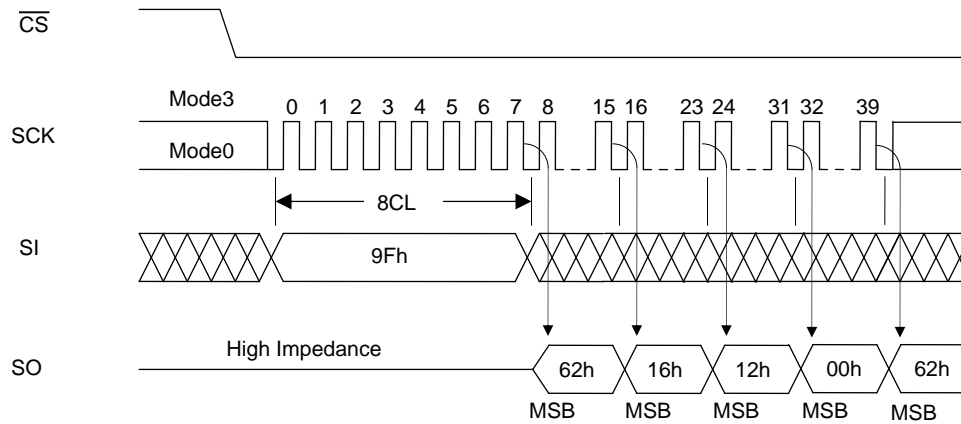 CS
Mode3
0 1 2 3 4 5 6 7 8 15 16 23 24 31 32 39
SCK
Mode0
8CL
SI
9Fh
High Impedance
SO
62h 16h 12h 00h 62h
MSB MSB MSB MSB MSB